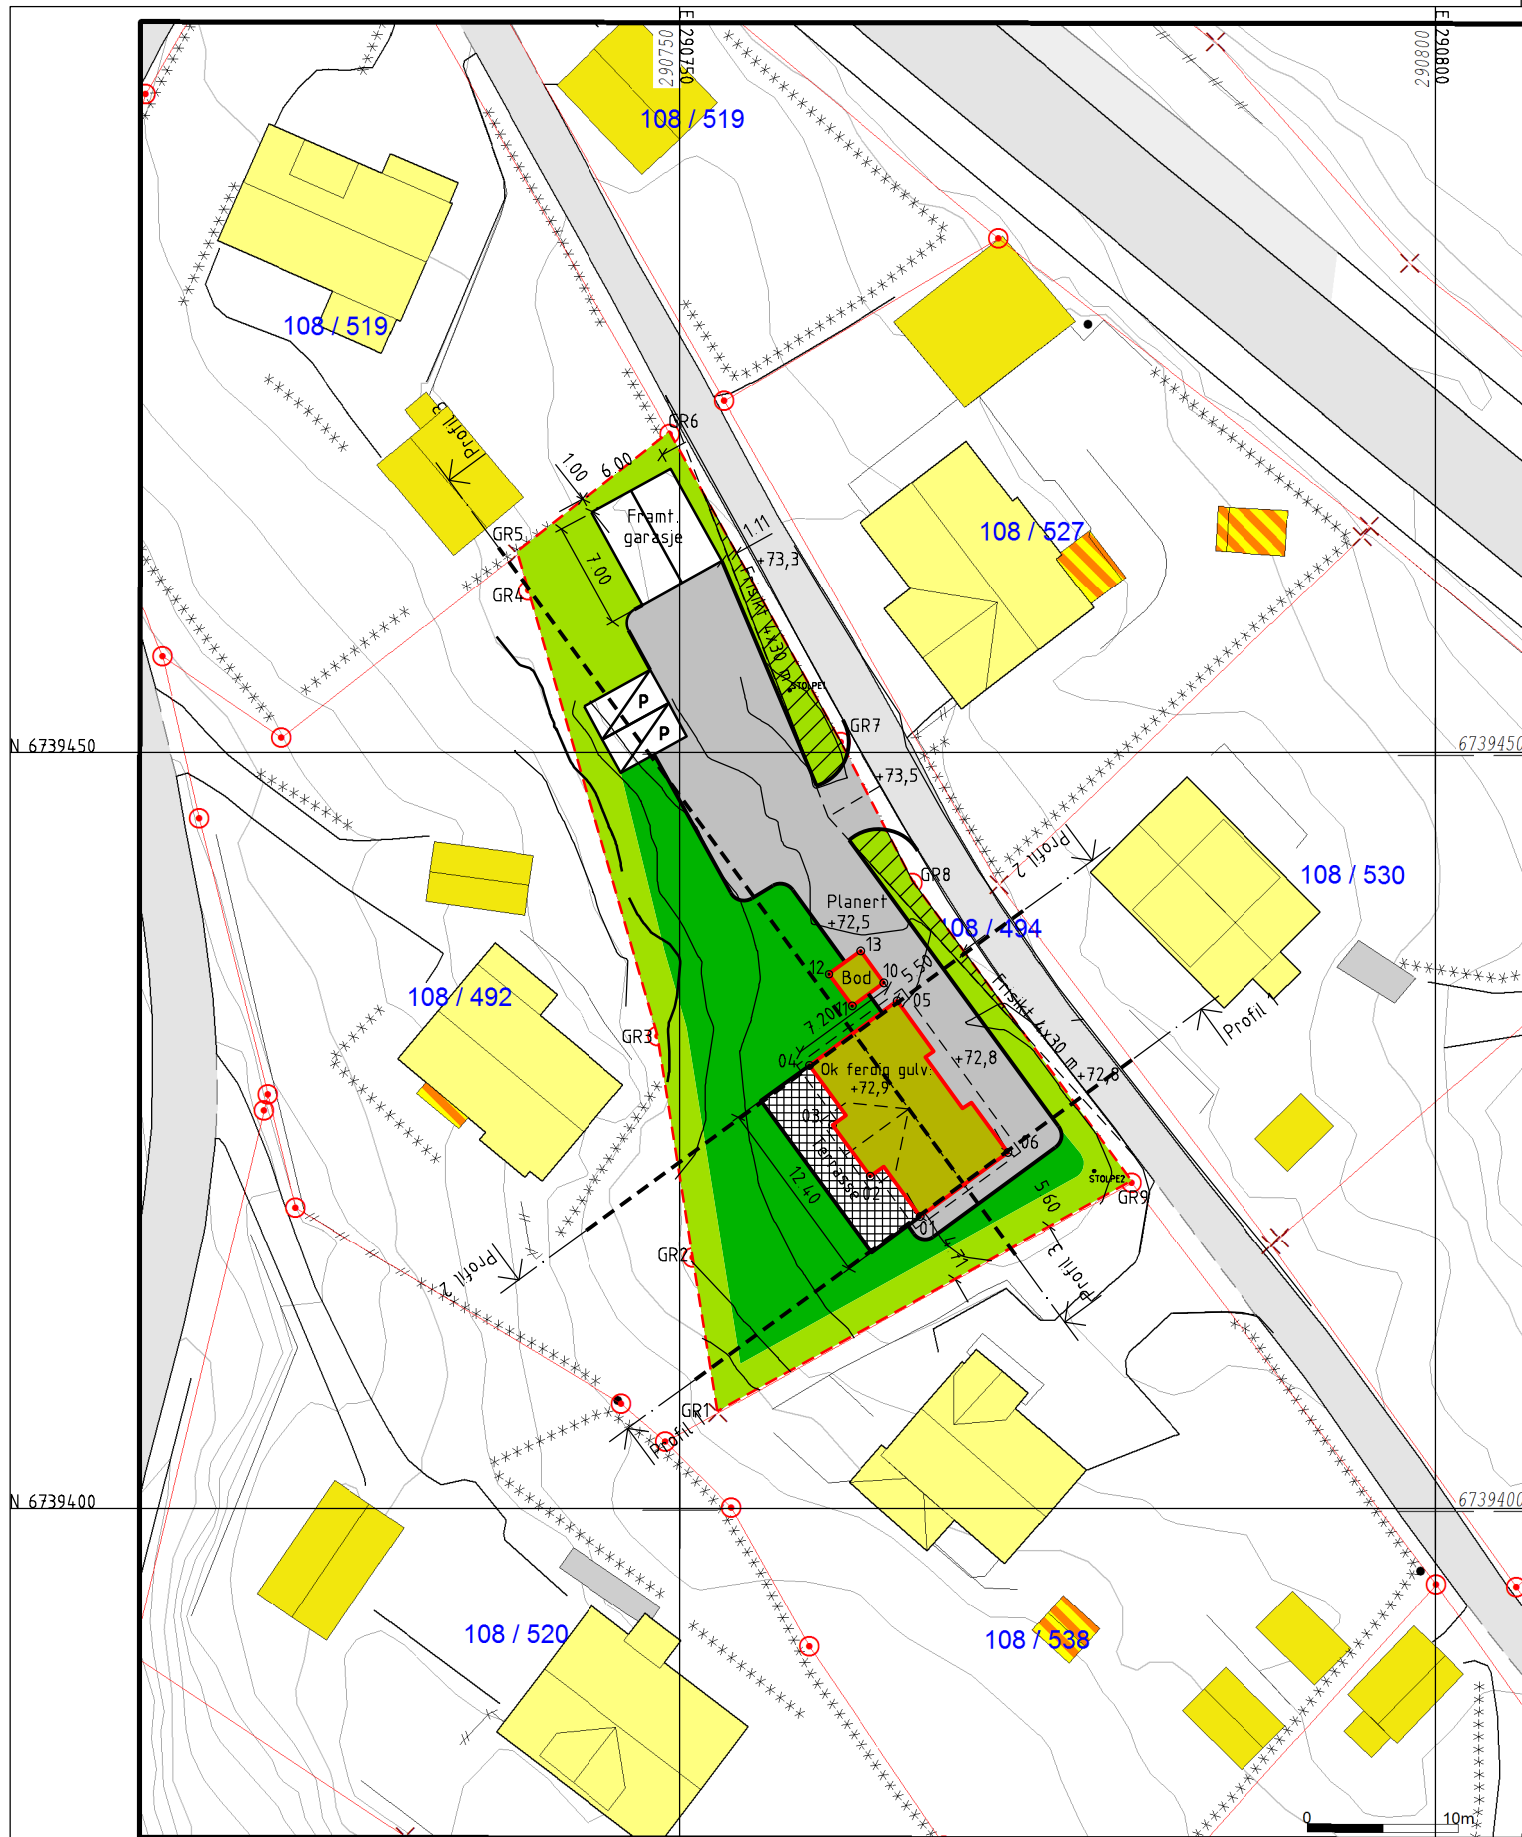 E 290750
290750
E 290800
290800
108 / 519
108 / 519
Profil 3
GR6
1.00
6.00
Framt.
garasje
1.11
+73,3
108 / 527
GR5
7.00
GR4
Frisikt 4x30 m
P
STOLPE1
P
GR7
N 6739450
6739450
+73,5
Profil 2
GR8
108 / 530
Planert
+72,5
108 / 494
13
12
Bod
10
5.50
108 / 492
05
7.20
Frisikt 4x30 m
Profil 1
GR3
04
Ok ferdig gulv:
+72,9
+72,8
+72,8
03
06
Terrasse
02
12.40
STOLPE2
5.60
GR9
01
GR2
4.71
Profil 3
Profil 2
GR1
Profil 1
N 6739400
6739400
108 / 520
108 / 538
0
10m